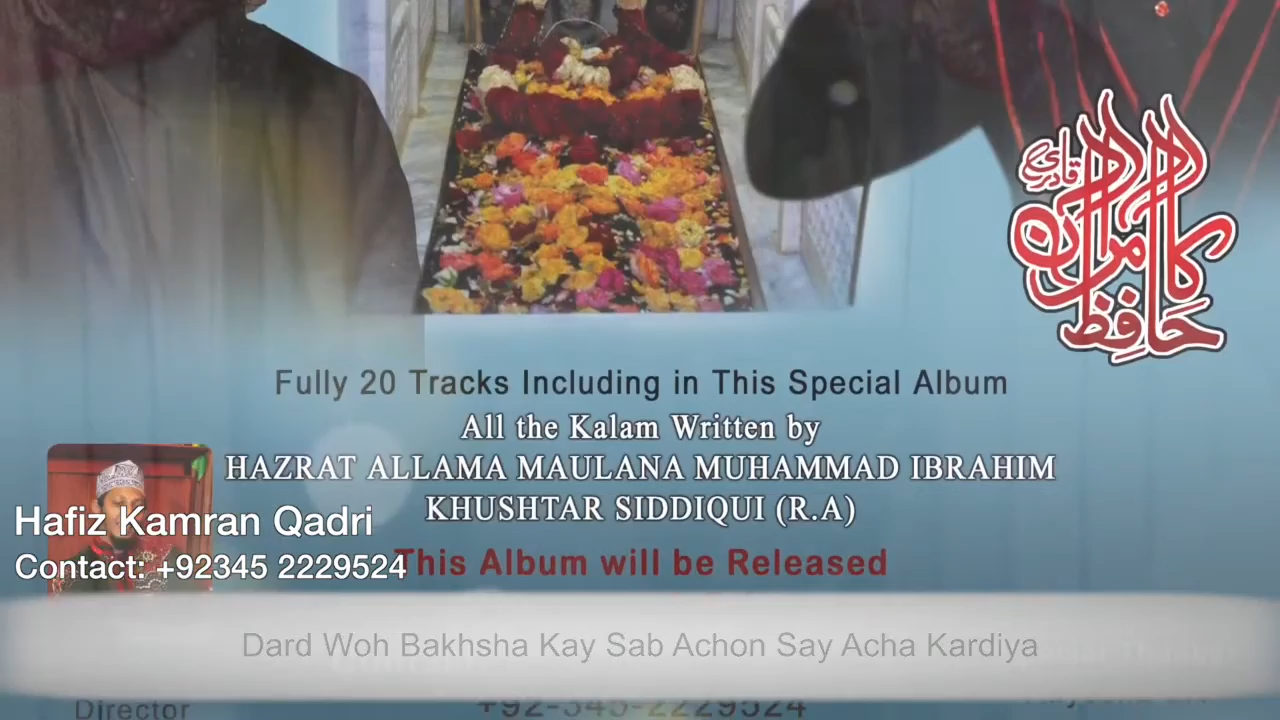 قادری
کامران
حافظ
Fully 20 Tracks Including in This Special Album
All the Kalam Written by
HAZRAT ALLAMA MAULANA MUHAMMAD IBRAHIM
KHUSHTAR SIDDIQUI (R.A)
Hafiz Kamran Qadri
Contact: +92345 2229524
This Album will be Released
Dard Woh Bakhsha Kay Sab Achon Say Acha Kardiya
Director
+92-345-2229524